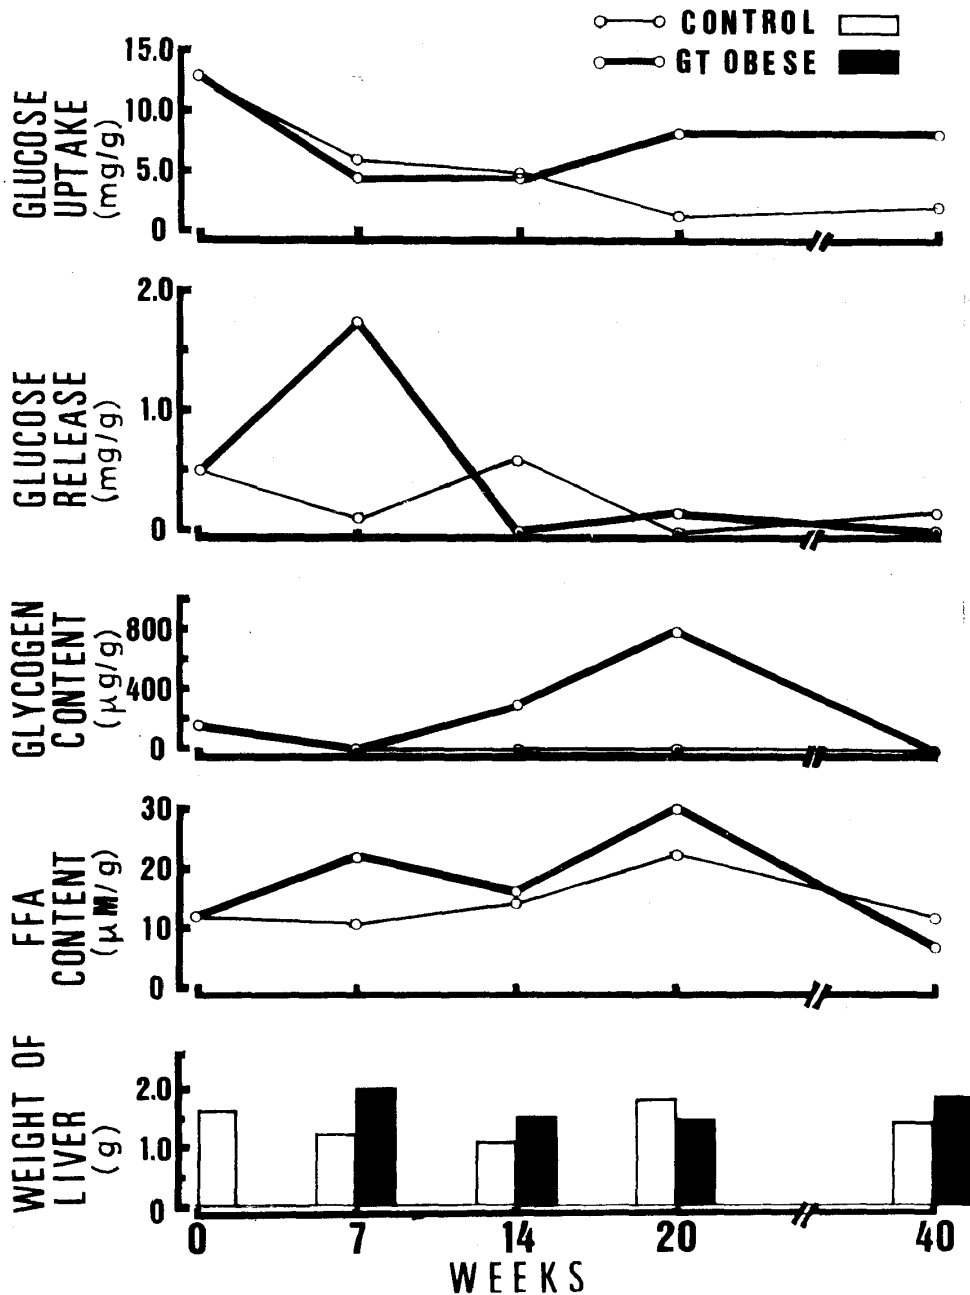 CONTROL
GT OBESE
GLUCOSE
UPTAKE
(mg/g)
15.0
10.0
5.0
0
GLUCOSE
RELEASE
(mg/g)
2.0
1.0
0
GLYCOGEN
CONTENT
(μg/g)
800
400
0
FFA
CONTENT
(μM/g)
30
20
10
0
WEIGHT OF
LIVER
(g)
2.0
1.0
0
0 7 14 20 40
WEEKS